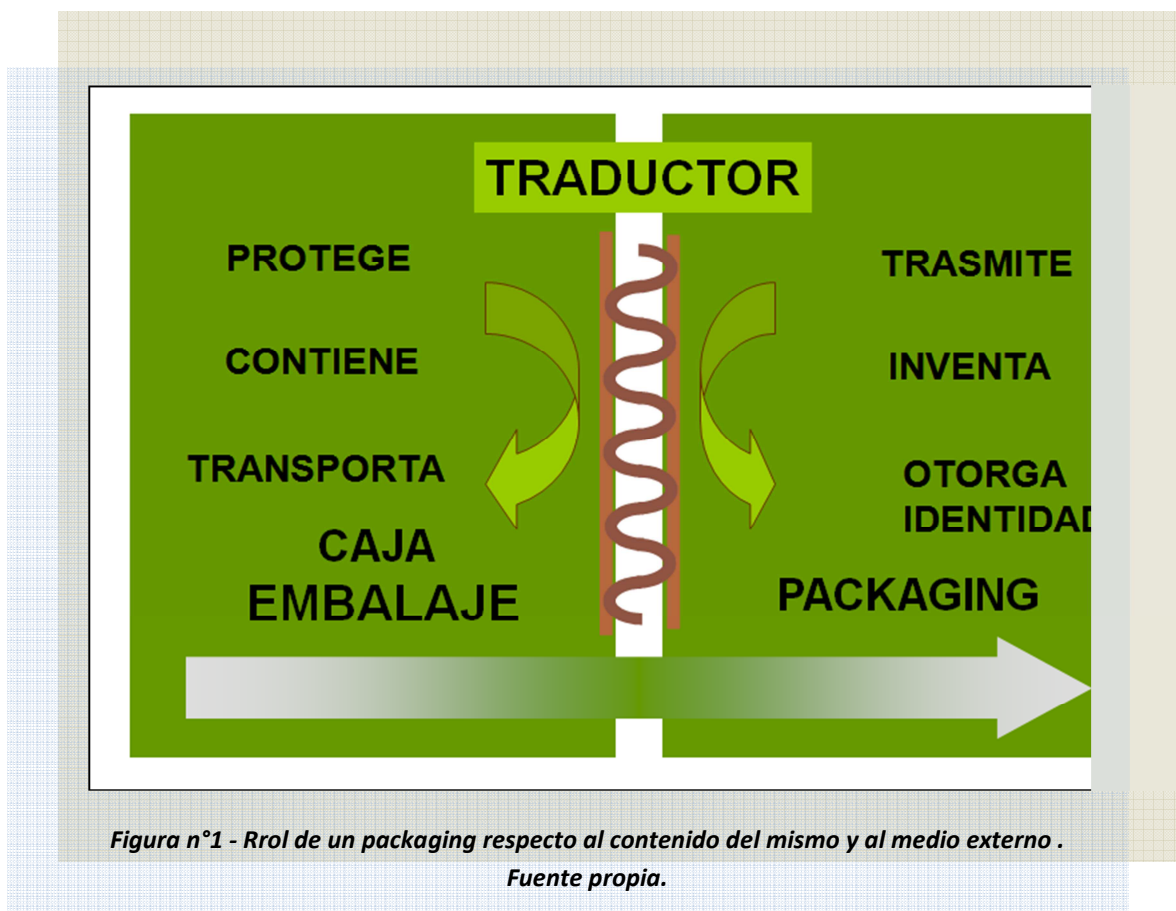 TRADUCTOR
PROTEGE
CONTIENE
TRANSPORTA
CAJA
EMBALAJE
TRASMITE
INVENTA
OTORGA
IDENTIDAD
PACKAGING
Figura n°1 - Rrol de un packaging respecto al contenido del mismo y al medio externo .
Fuente propia.